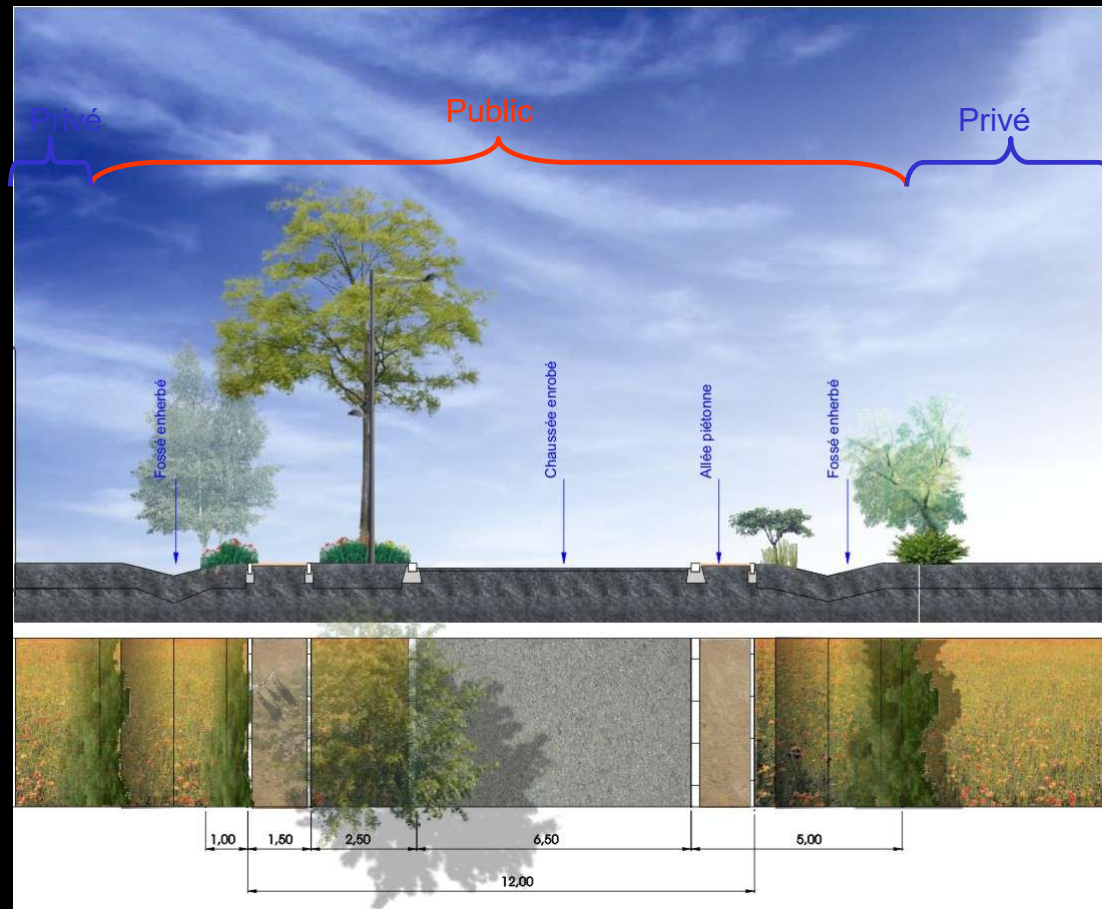 Privé
Public
Privé
Fossé enherbé
Chaussée enrobé
Allée piétonne
Fossé enherbé
1,00
1,50
2,50
6,50
5,00
12,00